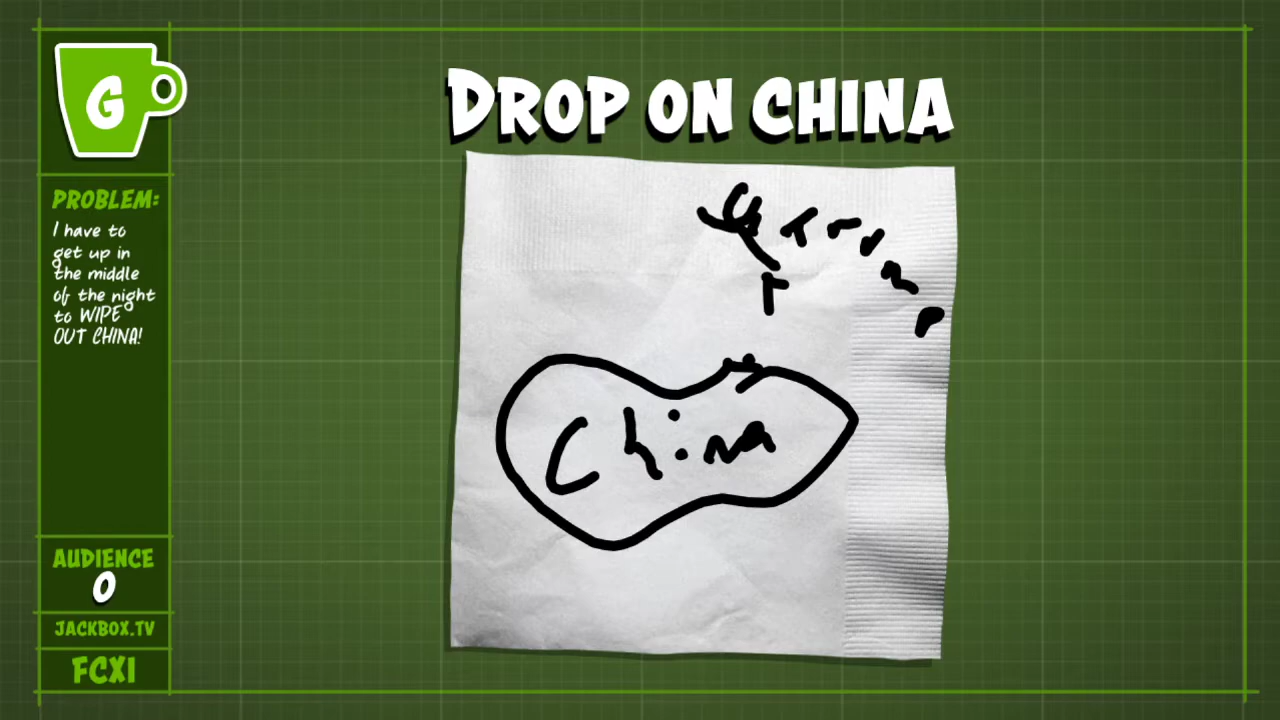 G
DROP ON CHINA
PROBLEM:
I have to
get up in
the middle
of the night
to WIPE
OUT CHINA!
China
AUDIENCE
0
JACKBOX.TV
FCXI